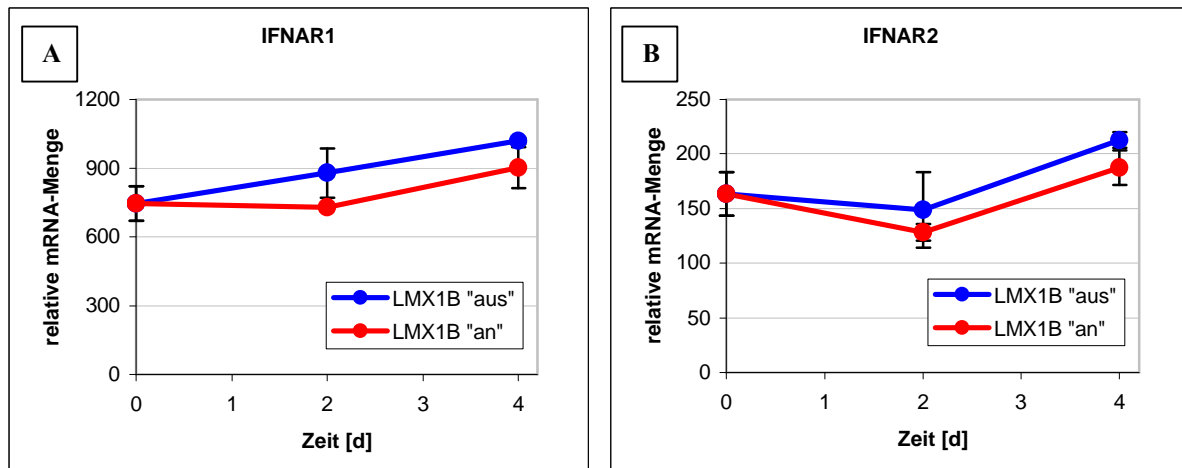 A
IFNAR1
relative mRNA-Menge
1200
900
600
300
0
0 1 2 3 4
Zeit [d]
LMX1B "aus"
LMX1B "an"
B
IFNAR2
relative mRNA-Menge
250
200
150
100
50
0
0 1 2 3 4
Zeit [d]
LMX1B "aus"
LMX1B "an"